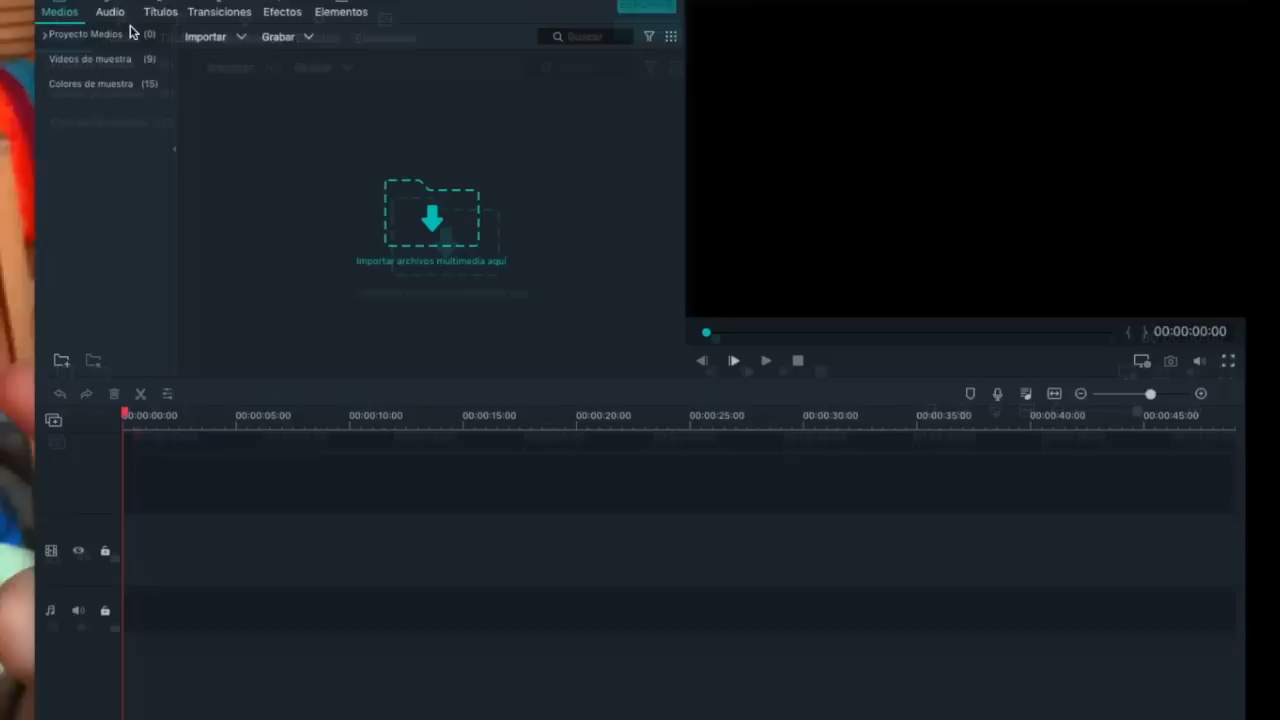 Medios Audio Títulos Transiciones Efectos Elementos
Proyecto Medios (0)
Importar Grabar Buscar
Videos de muestra (9)
Colores de muestra (15)
Importar archivos multimedia aquí
00:00:00:00
00:00:00:00 00:00:05:00 00:00:10:00 00:00:15:00 00:00:20:00 00:00:25:00 00:00:30:00 00:00:35:00 00:00:40:00 00:00:45:00